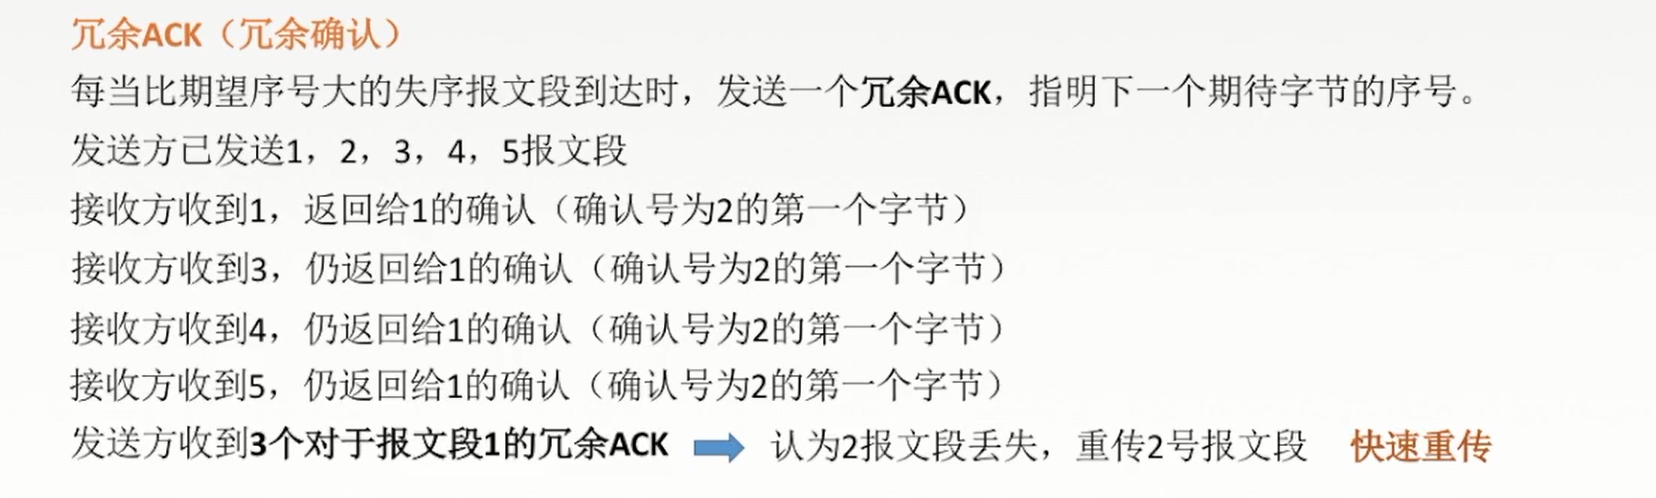 冗余ACK（冗余确认）
每当比期望序号大的失序报文段到达时，发送一个冗余ACK，指明下一个期待字节的序号。
发送方已发送1，2，3，4，5报文段
接收方收到1，返回给1的确认（确认号为2的第一个字节）
接收方收到3，仍返回给1的确认（确认号为2的第一个字节）
接收方收到4，仍返回给1的确认（确认号为2的第一个字节）
接收方收到5，仍返回给1的确认（确认号为2的第一个字节）
发送方收到3个对于报文段1的冗余ACK 认为2报文段丢失，重传2号报文段 快速重传